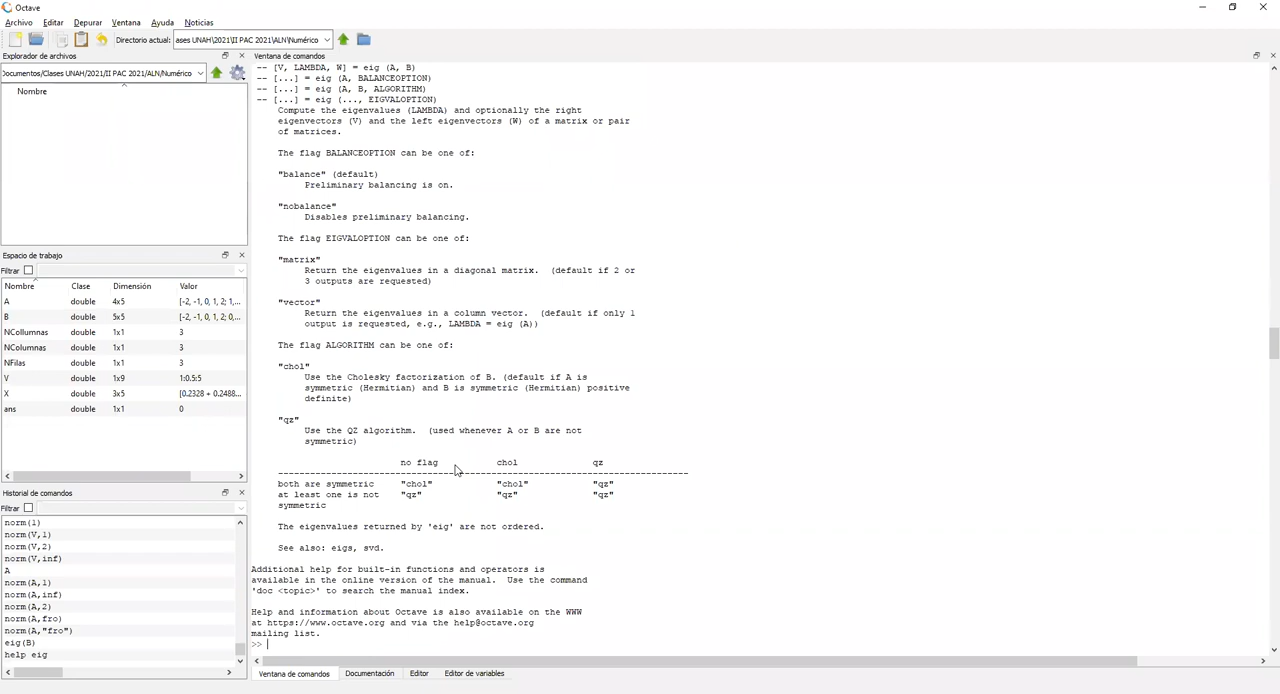 Octave
Archivo Editar Depurar Ventana Ayuda Noticias
Directorio actual: ases UNAH\2021\II PAC 2021\ALN\Numérico
Explorador de archivos
Documentos/Clases UNAH/2021/II PAC 2021/ALN/Numérico
Nombre
Espacio de trabajo
Filtrar
Nombre Clase Dimensión Valor
A double 4x5 [-2, -1, 0, 1, 2; 1,...
B double 5x5 [-2, -1, 0, 1, 2; 0,...
NCollumnas double 1x1 3
NColumnas double 1x1 3
NFilas double 1x1 3
V double 1x9 1:0.5:5
X double 3x5 [0.2328 + 0.2488...
ans double 1x1 0
Historial de comandos
Filtrar
norm(1)
norm(V,1)
norm(V,2)
norm(V,inf)
A
norm(A,1)
norm(A,inf)
norm(A,2)
norm(A,fro)
norm(A,"fro")
eig(B)
help eig
Ventana de comandos
-- [V, LAMBDA, W] = eig (A, B)
-- [...] = eig (A, BALANCEOPTION)
-- [...] = eig (A, B, ALGORITHM)
-- [...] = eig (..., EIGVALOPTION)
Compute the eigenvalues (LAMBDA) and optionally the right
eigenvectors (V) and the left eigenvectors (W) of a matrix or pair
of matrices.
The flag BALANCEOPTION can be one of:
"balance" (default)
Preliminary balancing is on.
"nobalance"
Disables preliminary balancing.
The flag EIGVALOPTION can be one of:
"matrix"
Return the eigenvalues in a diagonal matrix. (default if 2 or
3 outputs are requested)
"vector"
Return the eigenvalues in a column vector. (default if only 1
output is requested, e.g., LAMBDA = eig (A))
The flag ALGORITHM can be one of:
"chol"
Use the Cholesky factorization of B. (default if A is
symmetric (Hermitian) and B is symmetric (Hermitian) positive
definite)
"qz"
Use the QZ algorithm. (used whenever A or B are not
symmetric)
no flag chol qz
-----------------------------------------------------------------------------
both are symmetric "chol" "chol" "qz"
at least one is not "qz" "qz" "qz"
symmetric
The eigenvalues returned by 'eig' are not ordered.
See also: eigs, svd.
Additional help for built-in functions and operators is
available in the online version of the manual. Use the command
'doc <topic>' to search the manual index.
Help and information about Octave is also available on the WWW
at https://www.octave.org and via the help@octave.org
mailing list.
>>
Ventana de comandos Documentación Editor Editor de variables